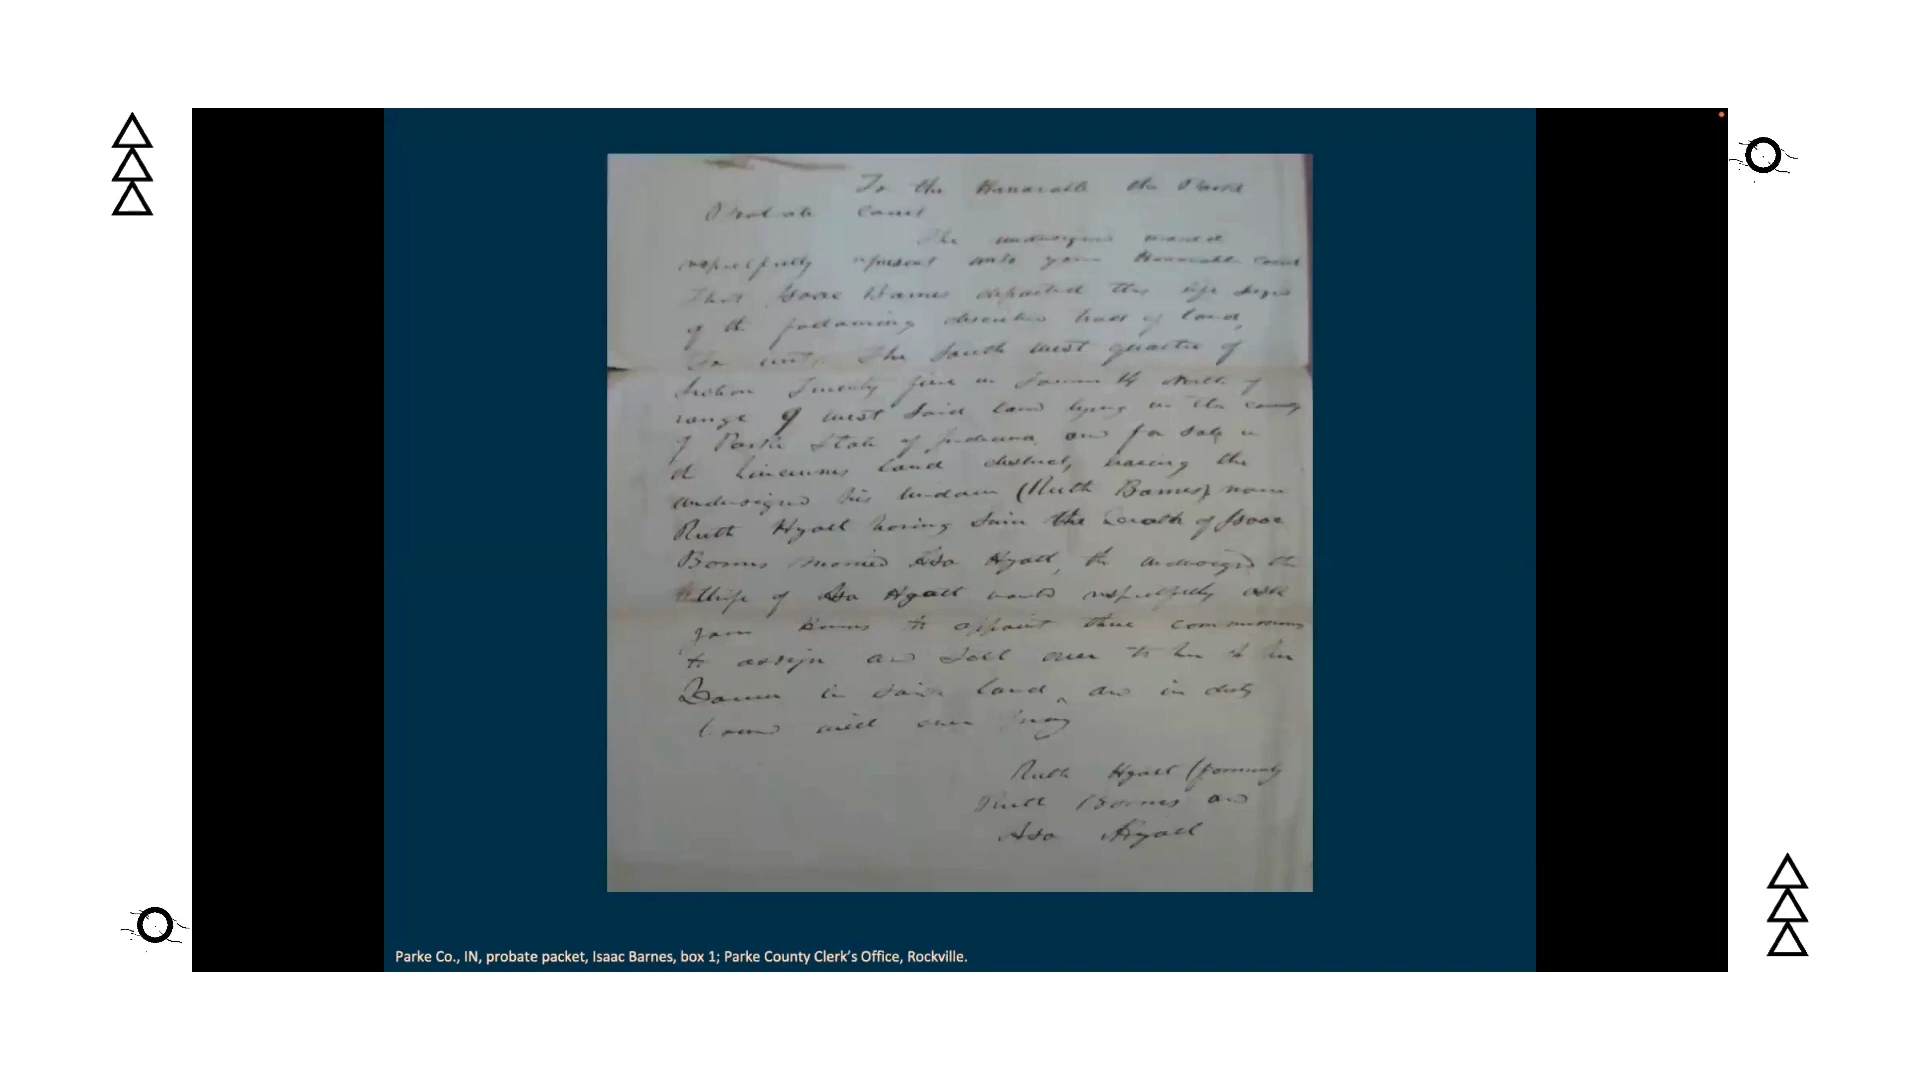 To the Honorable the Parke
Probate Court
The undersigned would
respectfully represent unto your Honorable Court
That Isaac Barnes departed this life seized
of the following described tract of land,
To wit, The South west quarter of
Section Twenty five in Town 14 North of
range 9 west Said land lying in the county
of Parke State of Indiana and for Sale
Vincennes land district, leaving the
undersigned his widow (Ruth Barnes) now
Ruth Hyatt having Sain the Death of Isaac
Barnes Married Asa Hyatt, the undersigned the
Wife of Asa Hyatt would respectfully ask
your to appoint three commissioners
to assign and Sett over to her
Dower in said land, and in duty
bound will ever pray
Ruth Hyatt (formerly
Ruth Barnes and
Asa Hyatt
Parke Co., IN, probate packet, Isaac Barnes, box 1; Parke County Clerk's Office, Rockville.